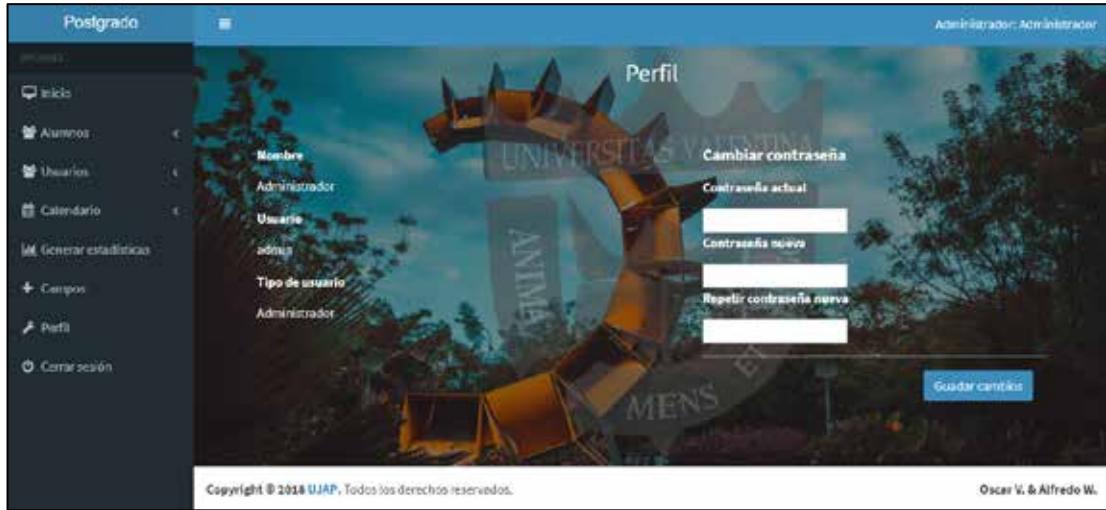 Postgrado
Administrador: Administrador
Inicio
Alumnos
Usuarios
Calendario
Generar estadísticas
Campos
Perfil
Cerrar sesión
Perfil
UNIVERSITAS VALENTINA
ANIMA
MENS
ET
Nombre
Administrador
Usuario
admin
Tipo de usuario
Administrador
Cambiar contraseña
Contraseña actual
Contraseña nueva
Repetir contraseña nueva
Guadar cambios
Copyright © 2018 UJAP. Todos los derechos reservados.
Oscar V. & Alfredo W.